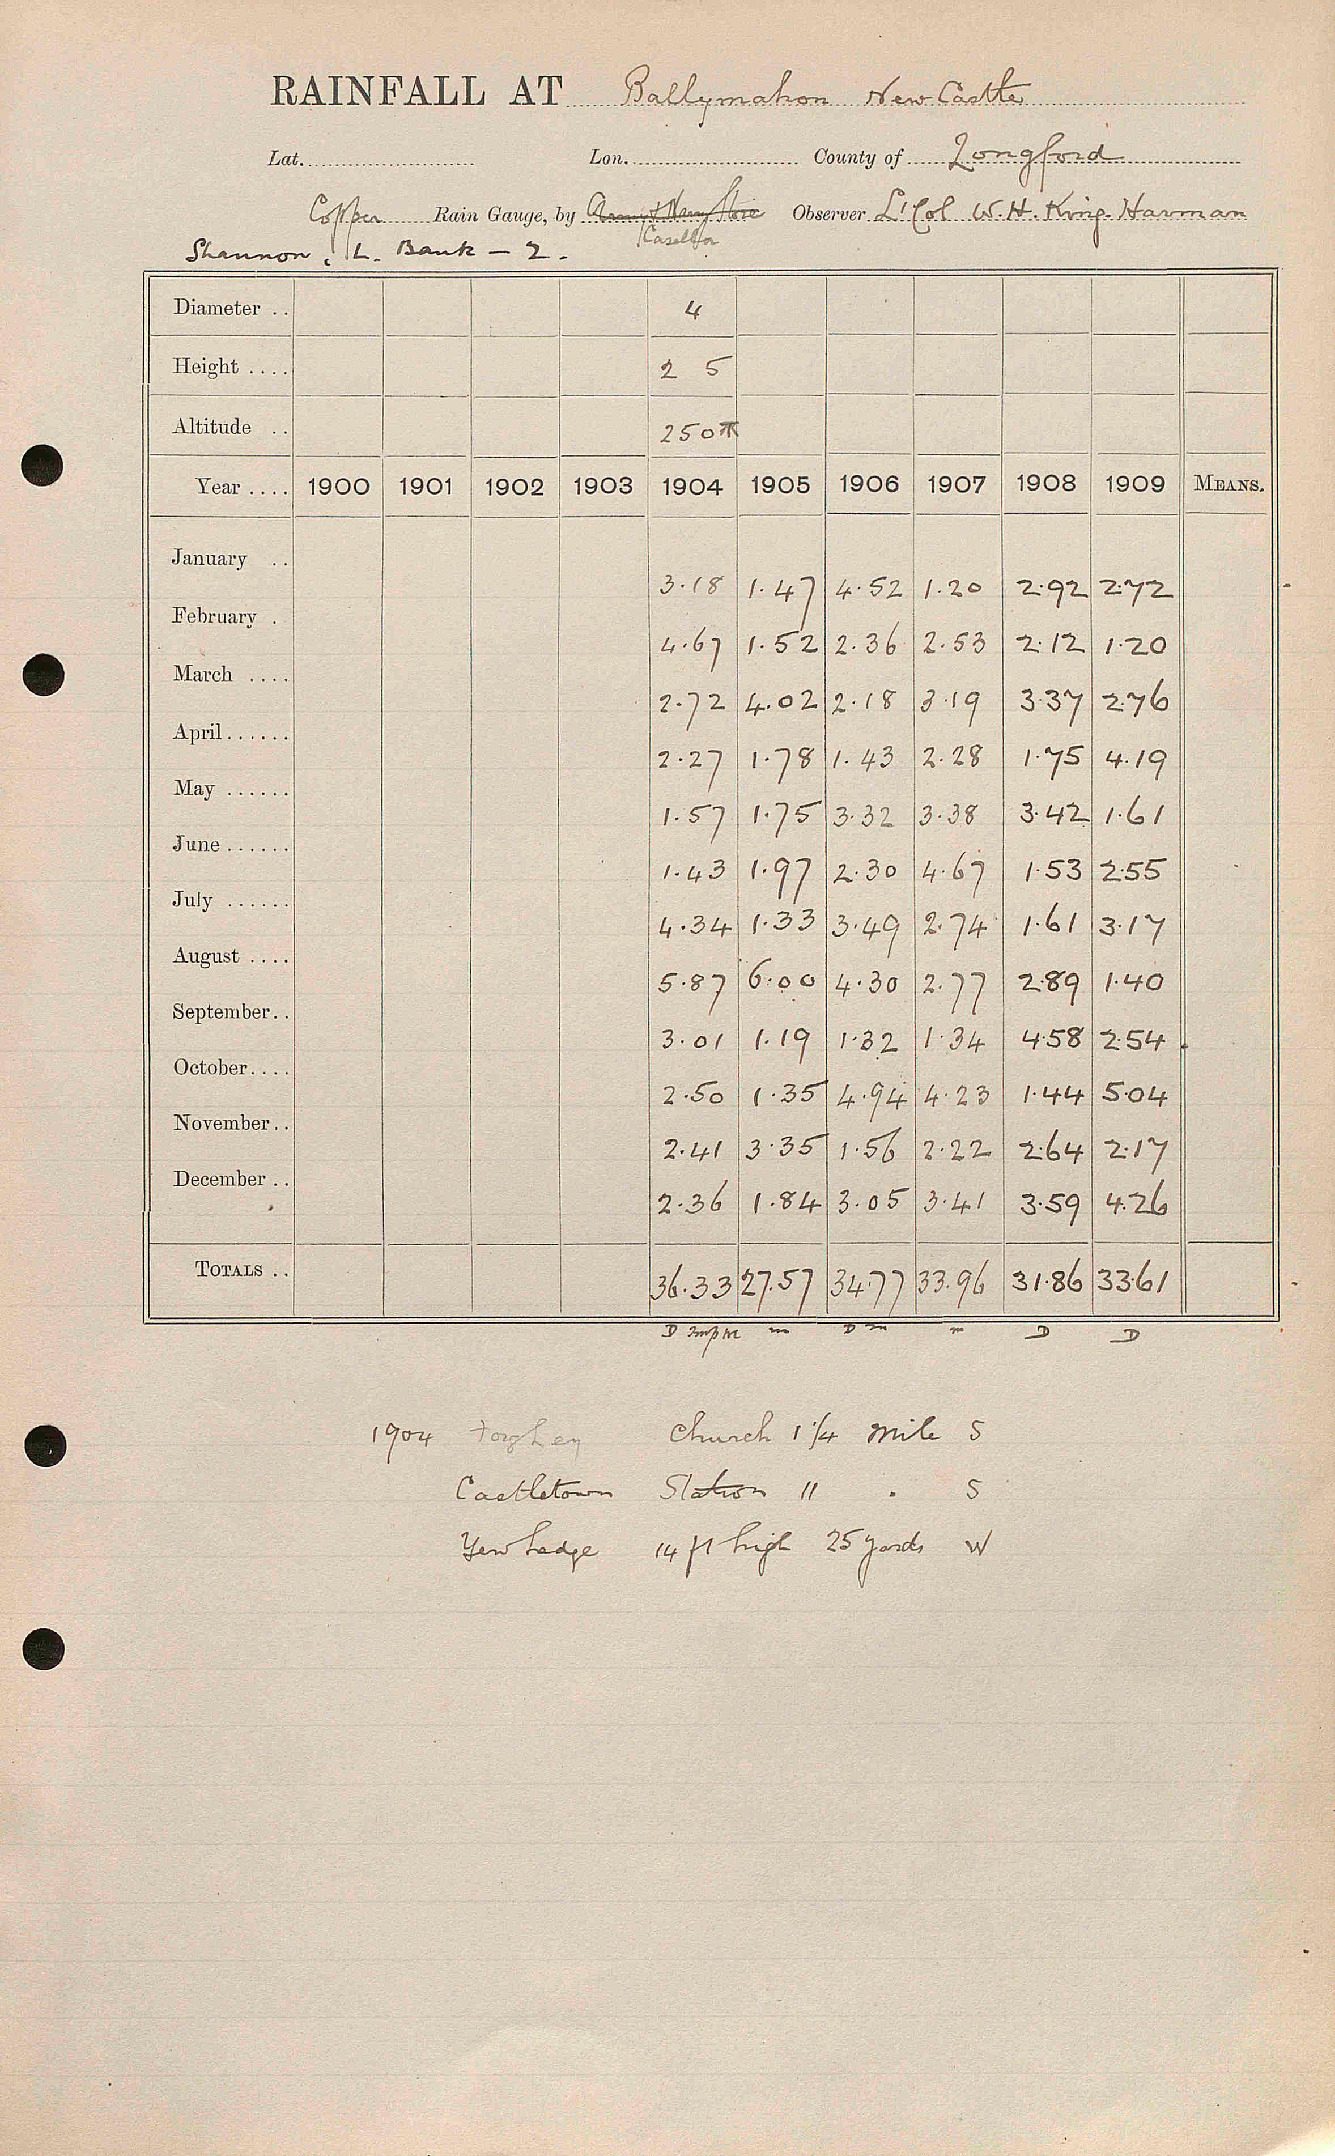 RAINFALL AT Ballymahon New Castle
Lat. Lon. County of Longford
Copper Rain Gauge, by Army & Navy Store Observer Lt Col W. H. King-Harman
Casella
Shannon, L. Bank – 2.
Diameter .. 4
Height .... 2 5
Altitude .. 250 ft
Year .... 1900 1901 1902 1903 1904 1905 1906 1907 1908 1909 MEANS.
January .. 3.18 1.47 4.52 1.20 2.92 2.72
February . 4.67 1.52 2.36 2.53 2.12 1.20
March .... 2.72 4.02 2.18 3.19 3.37 2.76
April...... 2.27 1.78 1.43 2.28 1.75 4.19
May ...... 1.57 1.75 3.32 3.38 3.42 1.61
June ...... 1.43 1.97 2.30 4.67 1.53 2.55
July ...... 4.34 1.33 3.49 2.74 1.61 3.17
August .... 5.87 6.00 4.30 2.77 2.89 1.40
September.. 3.01 1.19 1.32 1.34 4.58 2.54
October.... 2.50 1.35 4.94 4.23 1.44 5.04
November.. 2.41 3.35 1.56 2.22 2.64 2.17
December .. 2.36 1.84 3.05 3.41 3.59 4.26
TOTALS .. 36.33 27.57 34.77 33.96 31.86 33.61
D m D m m D D
1904 Forghey Church 1 1/4 mile S
Castletown Station 11 . S
Yew hedge 14 ft high 25 yards W